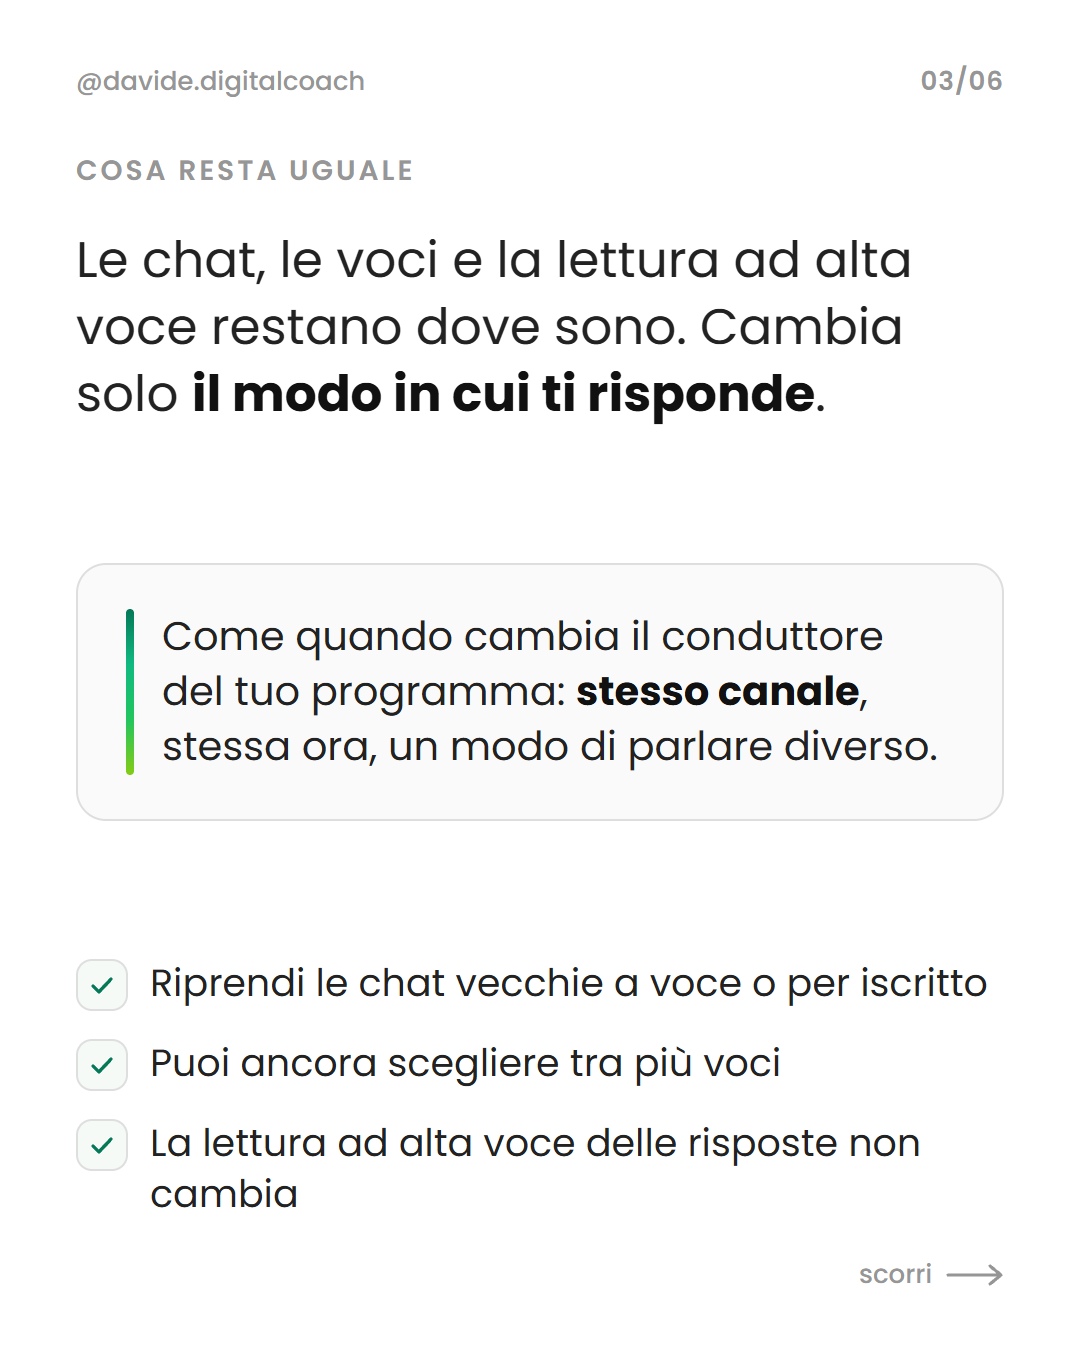 @davide.digitalcoach
03/06
COSA RESTA UGUALE
Le chat, le voci e la lettura ad alta
voce restano dove sono. Cambia
solo il modo in cui ti risponde.
Come quando cambia il conduttore
del tuo programma: stesso canale,
stessa ora, un modo di parlare diverso.
Riprendi le chat vecchie a voce o per iscritto
Puoi ancora scegliere tra più voci
La lettura ad alta voce delle risposte non
cambia
scorri